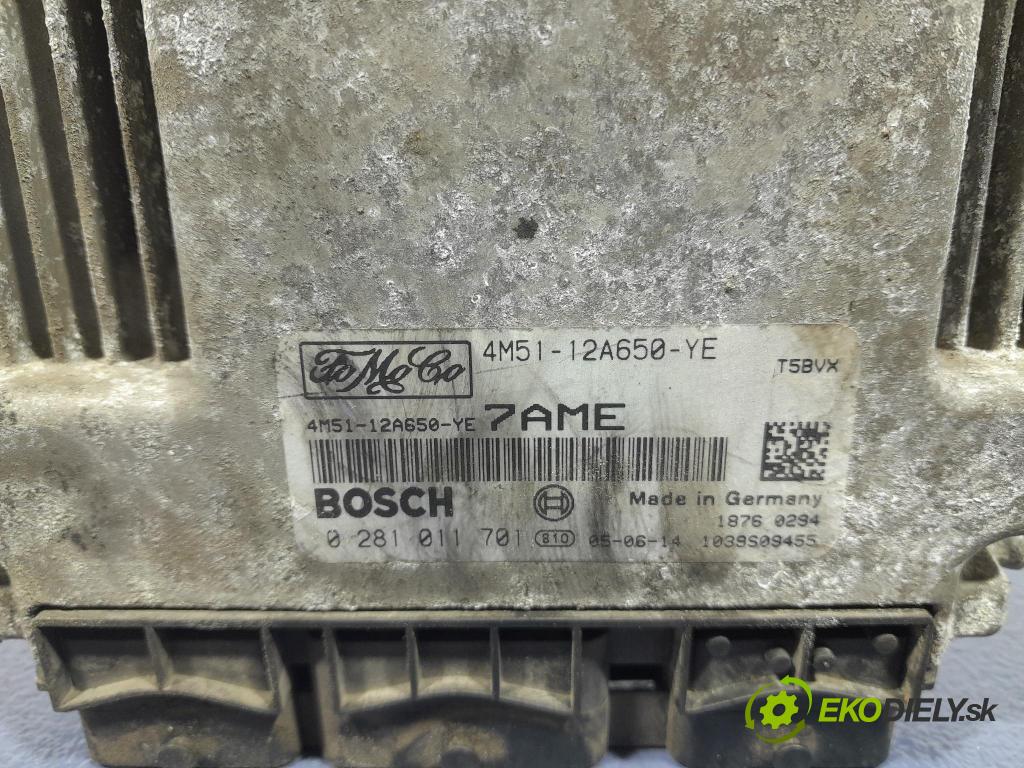 FoMoCo 4M51-12A650-YE T5BVX
4M51-12A650-YE 7AME
BOSCH Made in Germany
1876 0294
0 281 011 701 810 05-06-14 1039S09455
EKODIELY.sk